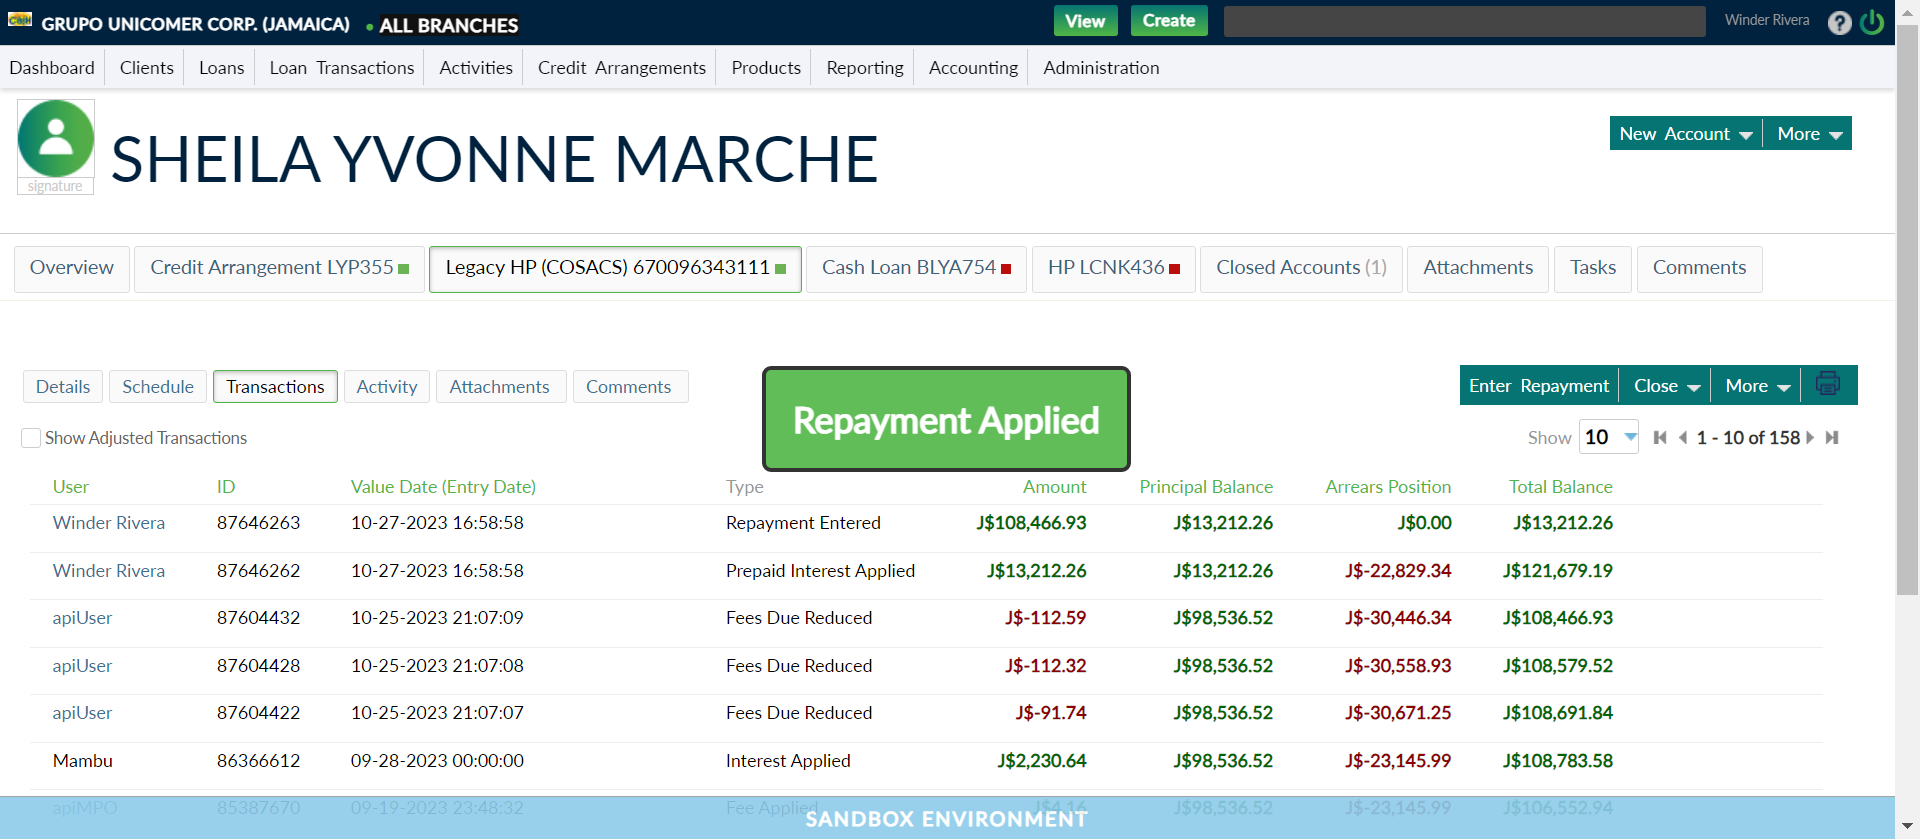 Cash GRUPO UNICOMER CORP. (JAMAICA) • ALL BRANCHES View Create Winder Rivera ?
Dashboard Clients Loans Loan Transactions Activities Credit Arrangements Products Reporting Accounting Administration
SHEILA YVONNE MARCHE
signature
New Account More
Overview Credit Arrangement LYP355 Legacy HP (COSACS) 670096343111 Cash Loan BLYA754 HP LCNK436 Closed Accounts (1) Attachments Tasks Comments
Details Schedule Transactions Activity Attachments Comments
Repayment Applied
Enter Repayment Close More
Show Adjusted Transactions
Show 10 1 - 10 of 158
User ID Value Date (Entry Date) Type Amount Principal Balance Arrears Position Total Balance
Winder Rivera 87646263 10-27-2023 16:58:58 Repayment Entered J$108,466.93 J$13,212.26 J$0.00 J$13,212.26
Winder Rivera 87646262 10-27-2023 16:58:58 Prepaid Interest Applied J$13,212.26 J$13,212.26 J$-22,829.34 J$121,679.19
apiUser 87604432 10-25-2023 21:07:09 Fees Due Reduced J$-112.59 J$98,536.52 J$-30,446.34 J$108,466.93
apiUser 87604428 10-25-2023 21:07:08 Fees Due Reduced J$-112.32 J$98,536.52 J$-30,558.93 J$108,579.52
apiUser 87604422 10-25-2023 21:07:07 Fees Due Reduced J$-91.74 J$98,536.52 J$-30,671.25 J$108,691.84
Mambu 86366612 09-28-2023 00:00:00 Interest Applied J$2,230.64 J$98,536.52 J$-23,145.99 J$108,783.58
apiMPO 85387670 09-19-2023 23:48:32 Fee Applied J$4.16 J$98,536.52 J$-23,145.99 J$106,552.94
SANDBOX ENVIRONMENT